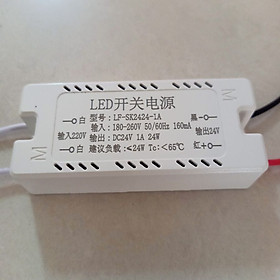 LED开关电源
白 型号: LF-SK2424-1A 黑-
输入220V 输入: 180-260V 50/60Hz 160mA 输出24V
输出: DC24V 1A 24W
白 建议负载: ≤24W Tc: <65℃ 红+
M M